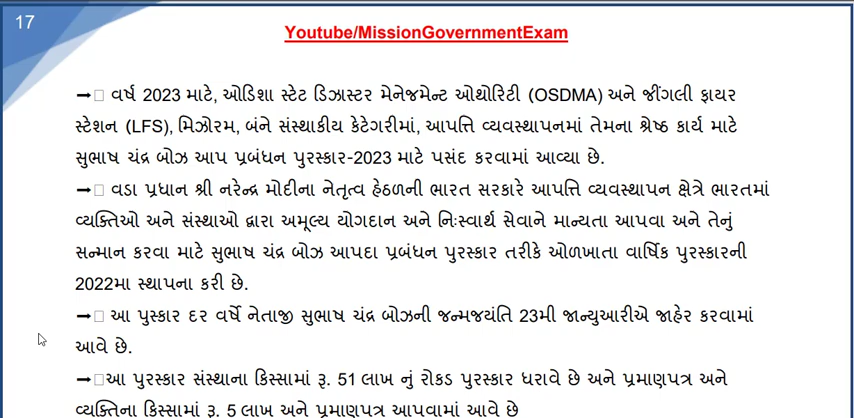 17
Youtube/MissionGovernmentExam
→□ વર્ષ 2023 માટે, ઓડિશા સ્ટેટ ડિઝાસ્ટર મેનેજમેન્ટ ઓથોરિટી (OSDMA) અને જીંગલી ફાયર
સ્ટેશન (LFS), મિઝોરમ, બંને સંસ્થાકીય કેટેગરીમાં, આપત્તિ વ્યવસ્થાપનમાં તેમના શ્રેષ્ઠ કાર્ય માટે
સુભાષ ચંદ્ર બોઝ આપ પ્રબંધન પુરસ્કાર-2023 માટે પસંદ કરવામાં આવ્યા છે.
→□ વડા પ્રધાન શ્રી નરેન્દ્ર મોદીના નેતૃત્વ હેઠળની ભારત સરકારે આપત્તિ વ્યવસ્થાપન ક્ષેત્રે ભારતમાં
વ્યક્તિઓ અને સંસ્થાઓ દ્વારા અમૂલ્ય યોગદાન અને નિઃસ્વાર્થ સેવાને માન્યતા આપવા અને તેનું
સન્માન કરવા માટે સુભાષ ચંદ્ર બોઝ આપદા પ્રબંધન પુરસ્કાર તરીકે ઓળખાતા વાર્ષિક પુરસ્કારની
2022મા સ્થાપના કરી છે.
→□ આ પુસ્કાર દર વર્ષે નેતાજી સુભાષ ચંદ્ર બોઝની જન્મજયંતિ 23મી જાન્યુઆરીએ જાહેર કરવામાં
આવે છે.
→□આ પુરસ્કાર સંસ્થાના કિસ્સામાં રૂ. 51 લાખ નું રોકડ પુરસ્કાર ધરાવે છે અને પ્રમાણપત્ર અને
વ્યક્તિના કિસ્સામાં રૂ. 5 લાખ અને પ્રમાણપત્ર આપવામાં આવે છે